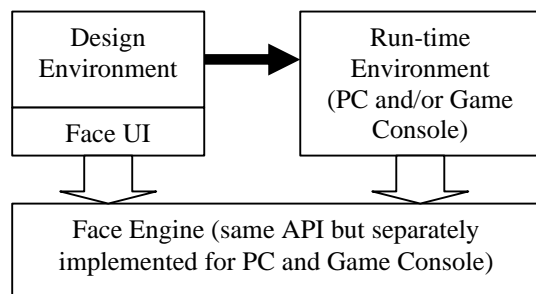 Design
Environment
Face UI
Run-time
Environment
(PC and/or Game
Console)
Face Engine (same API but separately
implemented for PC and Game Console)